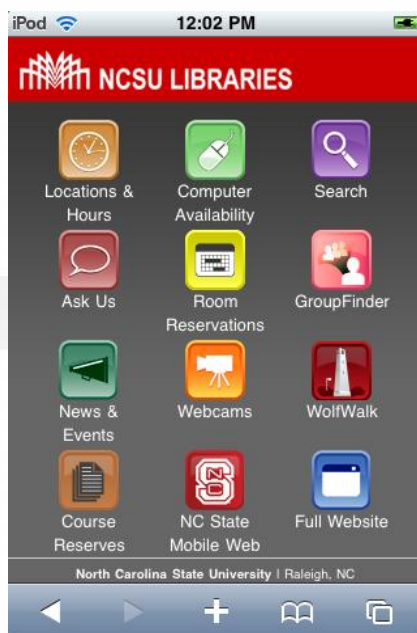 iPod 12:02 PM
NCSU LIBRARIES
Locations & Hours
Computer Availability
Search
Ask Us
Room Reservations
GroupFinder
News & Events
Webcams
WolfWalk
Course Reserves
NC State Mobile Web
Full Website
North Carolina State University | Raleigh, NC